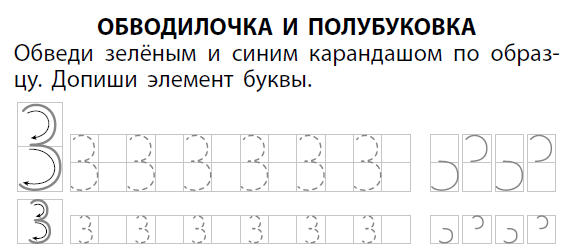 ОБВОДИЛОЧКА И ПОЛУБУКОВКА
Обведи зелёным и синим карандашом по образ-
цу. Допиши элемент буквы.
З З З З З З З
З З З З З З З